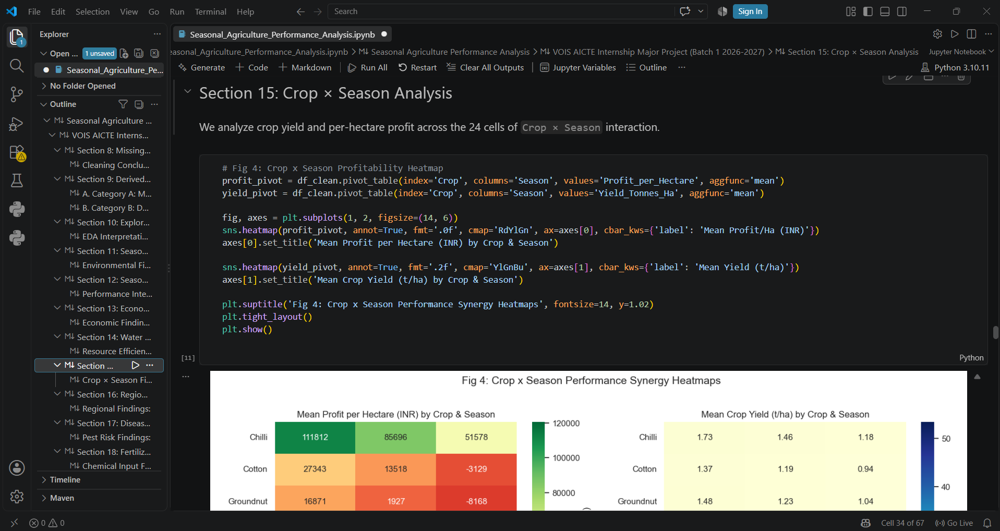 File Edit Selection View Go Run Terminal Help
Search
Sign In
Explorer
Seasonal_Agriculture_Performance_Analysis.ipynb
Open ... 1 unsaved
easonal_Agriculture_Performance_Analysis.ipynb > M↓ Seasonal Agriculture Performance Analysis > M↓ VOIS AICTE Internship Major Project (Batch 1 2026-2027) > M↓ Section 15: Crop × Season Analysis
Jupyter Notebook
Seasonal_Agriculture_Pe...
Generate + Code + Markdown Run All Restart Clear All Outputs Jupyter Variables Outline ...
Python 3.10.11
No Folder Opened
Outline
M↓ Seasonal Agriculture ...
M↓ VOIS AICTE Interns...
M↓ Section 8: Missing...
M↓ Cleaning Conclu...
M↓ Section 9: Derived...
M↓ A. Category A: M...
M↓ B. Category B: D...
M↓ Section 10: Explor...
M↓ EDA Interpretati...
M↓ Section 11: Seaso...
M↓ Environmental Fi...
M↓ Section 12: Seaso...
M↓ Performance Inte...
M↓ Section 13: Econo...
M↓ Economic Findin...
M↓ Section 14: Water ...
M↓ Resource Efficien...
M↓ Section ...
M↓ Crop × Season Fi...
M↓ Section 16: Regio...
M↓ Regional Findings:
M↓ Section 17: Diseas...
M↓ Pest Risk Findings:
M↓ Section 18: Fertiliz...
M↓ Chemical Input F...
Timeline
Maven
Section 15: Crop × Season Analysis
We analyze crop yield and per-hectare profit across the 24 cells of Crop × Season interaction.
# Fig 4: Crop x Season Profitability Heatmap
profit_pivot = df_clean.pivot_table(index='Crop', columns='Season', values='Profit_per_Hectare', aggfunc='mean')
yield_pivot = df_clean.pivot_table(index='Crop', columns='Season', values='Yield_Tonnes_Ha', aggfunc='mean')
fig, axes = plt.subplots(1, 2, figsize=(14, 6))
sns.heatmap(profit_pivot, annot=True, fmt='.0f', cmap='RdYlGn', ax=axes[0], cbar_kws={'label': 'Mean Profit/Ha (INR)'})
axes[0].set_title('Mean Profit per Hectare (INR) by Crop & Season')
sns.heatmap(yield_pivot, annot=True, fmt='.2f', cmap='YlGnBu', ax=axes[1], cbar_kws={'label': 'Mean Yield (t/ha)'})
axes[1].set_title('Mean Crop Yield (t/ha) by Crop & Season')
plt.suptitle('Fig 4: Crop x Season Performance Synergy Heatmaps', fontsize=14, y=1.02)
plt.tight_layout()
plt.show()
[11]
Python
Fig 4: Crop x Season Performance Synergy Heatmaps
Mean Profit per Hectare (INR) by Crop & Season
Chilli 111812 85696 51578
Cotton 27343 13518 -3129
Groundnut 16871 1927 -8168
120000
100000
80000
Mean Crop Yield (t/ha) by Crop & Season
Chilli 1.73 1.46 1.18
Cotton 1.37 1.19 0.94
Groundnut 1.48 1.23 1.04
50
40
0 0
Cell 34 of 67
Go Live
1